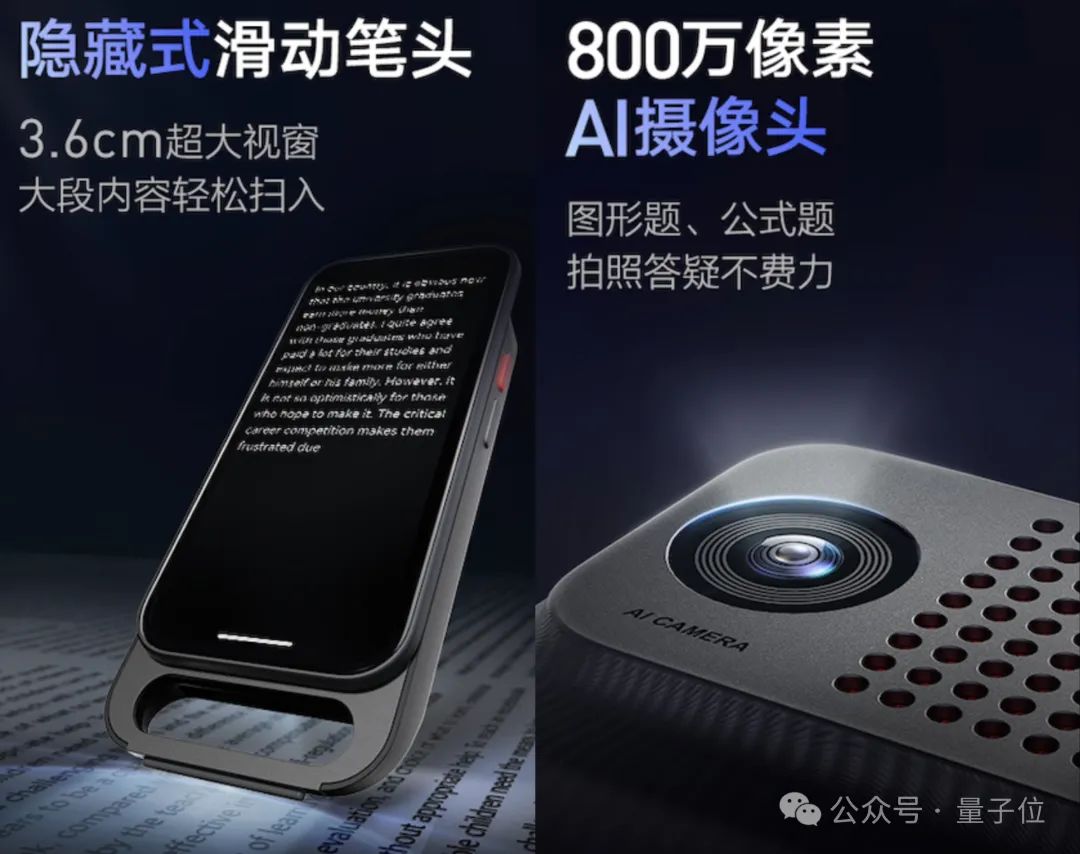 隐藏式滑动笔头
3.6cm超大视窗
大段内容轻松扫入
In our country, it is obvious now
that the university graduates
earn more money than
non-graduates. I quite agree
with those graduates who have
paid a lot for their studies and
expect to make more for either
himself or his family. However, it
is not so optimistically for those
who hope to make it. The critical
career competition makes them
frustrated due
800万像素
AI摄像头
图形题、公式题
拍照答疑不费力
AI CAMERA
公众号·量子位